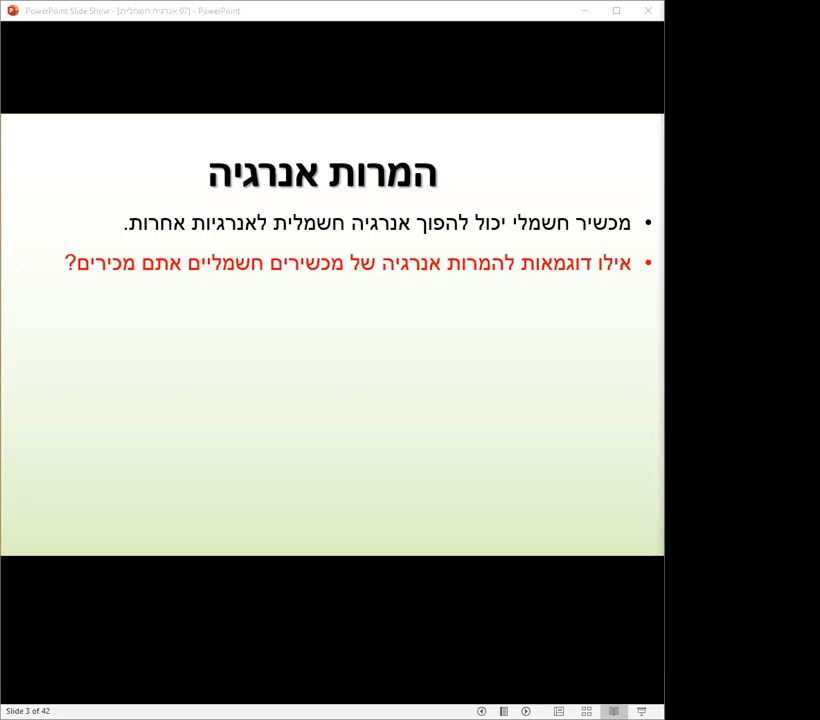 PowerPoint Slide Show - [07 אנרגיה חשמלית] - PowerPoint
המרות אנרגיה
• מכשיר חשמלי יכול להפוך אנרגיה חשמלית לאנרגיות אחרות.
• אילו דוגמאות להמרות אנרגיה של מכשירים חשמליים אתם מכירים?
Slide 3 of 42